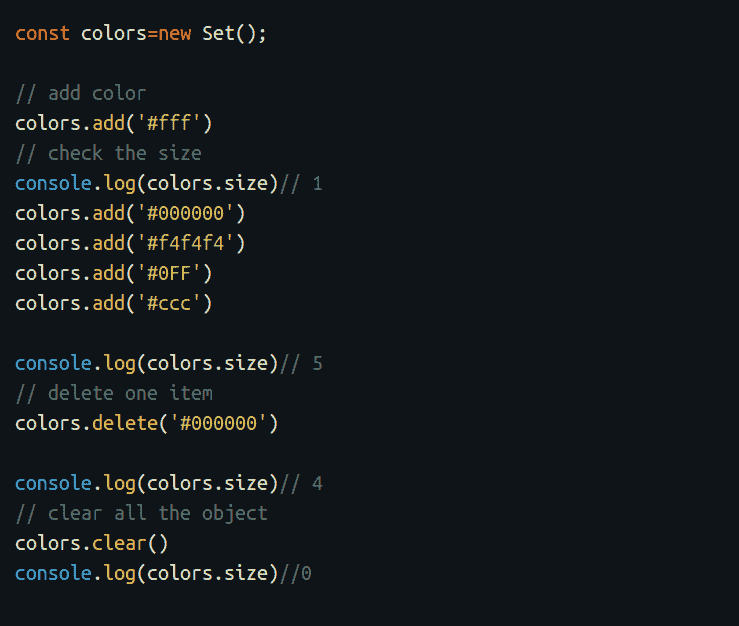 const colors=new Set();
// add color
colors.add('#fff')
// check the size
console.log(colors.size)// 1
colors.add('#000000')
colors.add('#f4f4f4')
colors.add('#0FF')
colors.add('#ccc')
console.log(colors.size)// 5
// delete one item
colors.delete('#000000')
console.log(colors.size)// 4
// clear all the object
colors.clear()
console.log(colors.size)//0